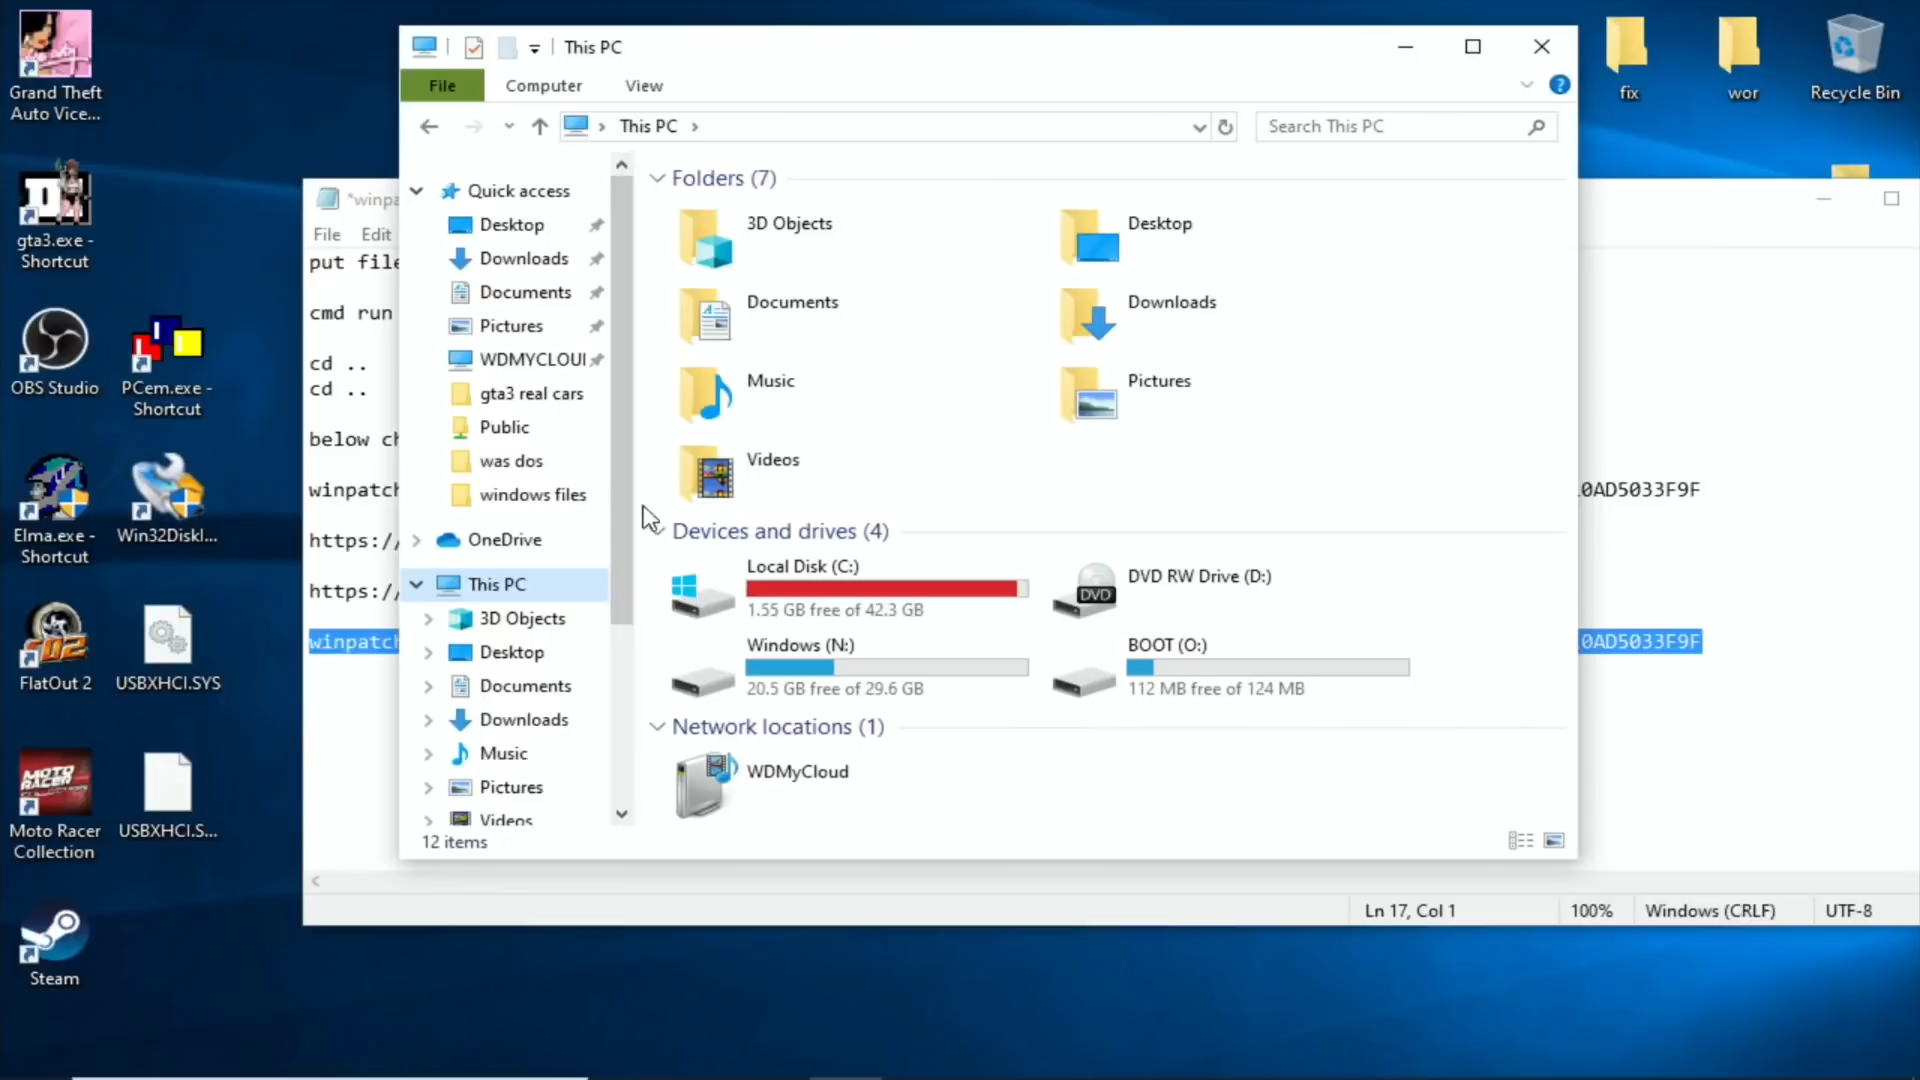 Grand Theft
Auto Vice...
gta3.exe -
Shortcut
OBS Studio
PCem.exe -
Shortcut
Elma.exe -
Shortcut
Win32DiskI...
FlatOut 2
USBXHCI.SYS
Moto Racer
Collection
USBXHCI.S...
Steam
fix
wor
Recycle Bin
This PC
File
Computer
View
This PC
Search This PC
Quick access
Desktop
Downloads
Documents
Pictures
WDMYCLOUI
gta3 real cars
Public
was dos
windows files
OneDrive
This PC
3D Objects
Desktop
Documents
Downloads
Music
Pictures
Videos
12 items
Folders (7)
3D Objects
Desktop
Documents
Downloads
Music
Pictures
Videos
Devices and drives (4)
Local Disk (C:)
1.55 GB free of 42.3 GB
DVD RW Drive (D:)
DVD
Windows (N:)
20.5 GB free of 29.6 GB
BOOT (O:)
112 MB free of 124 MB
Network locations (1)
WDMyCloud
*winpa
File Edit
put file
cmd run
cd ..
cd ..
below ch
winpatch
0AD5033F9F
https://
https://
winpatch
0AD5033F9F
Ln 17, Col 1
100%
Windows (CRLF)
UTF-8